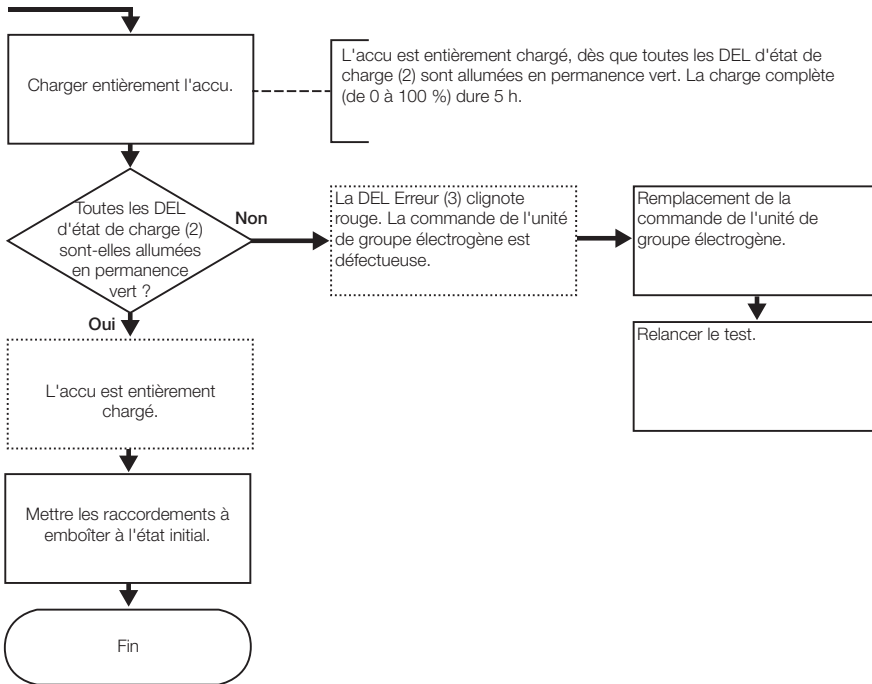 Charger entièrement l'accu.
L'accu est entièrement chargé, dès que toutes les DEL d'état de
charge (2) sont allumées en permanence vert. La charge complète
(de 0 à 100 %) dure 5 h.
Toutes les DEL
d'état de charge (2)
sont-elles allumées
en permanence
vert ?
Non
La DEL Erreur (3) clignote
rouge. La commande de l'unité
de groupe électrogène est
défectueuse.
Remplacement de la
commande de l'unité de
groupe électrogène.
Relancer le test.
Oui
L'accu est entièrement
chargé.
Mettre les raccordements à
emboîter à l'état initial.
Fin